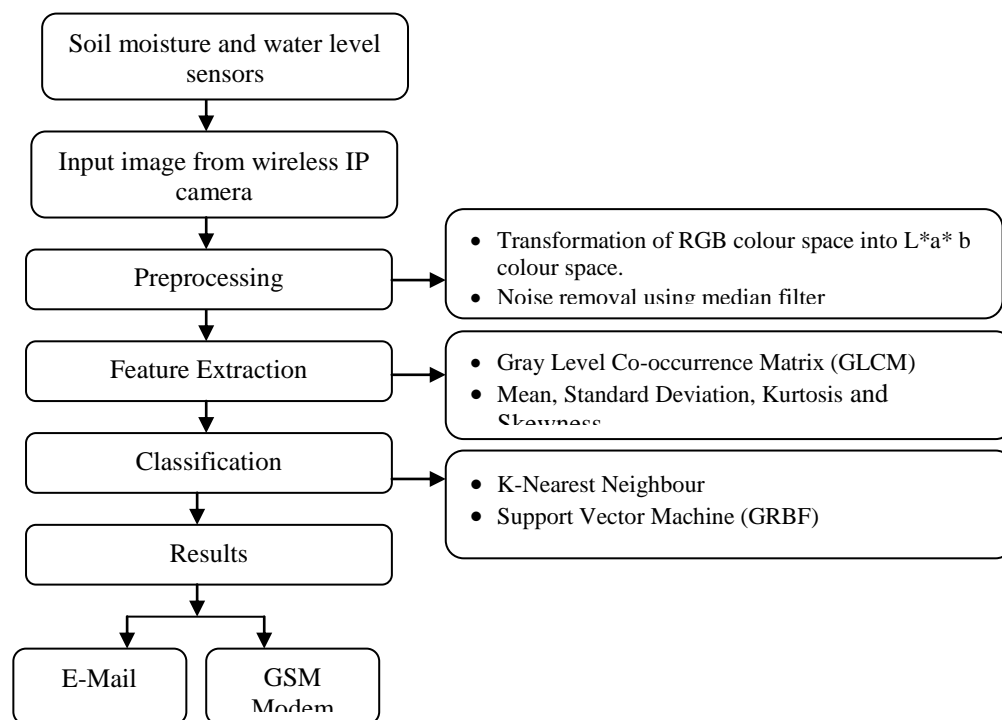 Soil moisture and water level
sensors
Input image from wireless IP
camera
Preprocessing
• Transformation of RGB colour space into L*a* b
colour space.
• Noise removal using median filter
Feature Extraction
• Gray Level Co-occurrence Matrix (GLCM)
• Mean, Standard Deviation, Kurtosis and
Skewness
Classification
• K-Nearest Neighbour
• Support Vector Machine (GRBF)
Results
E-Mail
GSM
Modem